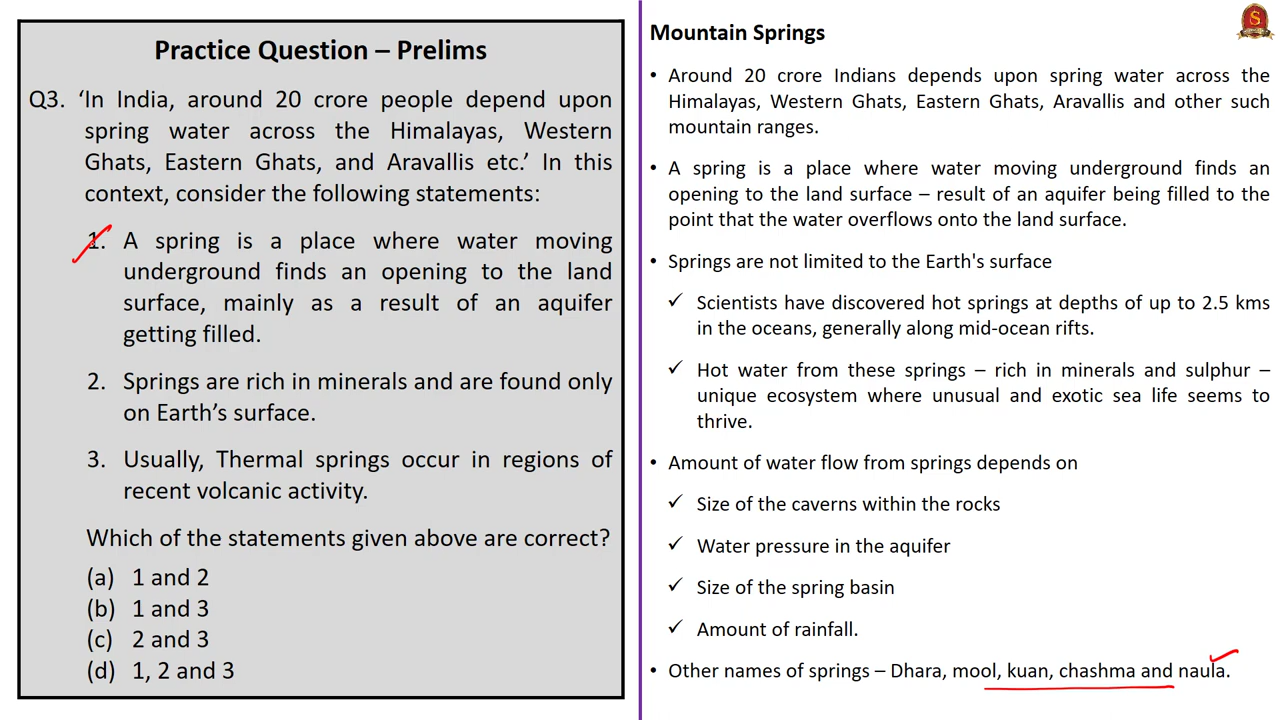 Practice Question – Prelims
Q3. ‘In India, around 20 crore people depend upon
spring water across the Himalayas, Western
Ghats, Eastern Ghats, and Aravallis etc.’ In this
context, consider the following statements:
1. A spring is a place where water moving
underground finds an opening to the land
surface, mainly as a result of an aquifer
getting filled.
2. Springs are rich in minerals and are found only
on Earth’s surface.
3. Usually, Thermal springs occur in regions of
recent volcanic activity.
Which of the statements given above are correct?
(a) 1 and 2
(b) 1 and 3
(c) 2 and 3
(d) 1, 2 and 3
Mountain Springs
• Around 20 crore Indians depends upon spring water across the
Himalayas, Western Ghats, Eastern Ghats, Aravallis and other such
mountain ranges.
• A spring is a place where water moving underground finds an
opening to the land surface – result of an aquifer being filled to the
point that the water overflows onto the land surface.
• Springs are not limited to the Earth's surface
✓ Scientists have discovered hot springs at depths of up to 2.5 kms
in the oceans, generally along mid-ocean rifts.
✓ Hot water from these springs – rich in minerals and sulphur –
unique ecosystem where unusual and exotic sea life seems to
thrive.
• Amount of water flow from springs depends on
✓ Size of the caverns within the rocks
✓ Water pressure in the aquifer
✓ Size of the spring basin
✓ Amount of rainfall.
• Other names of springs – Dhara, mool, kuan, chashma and naula.